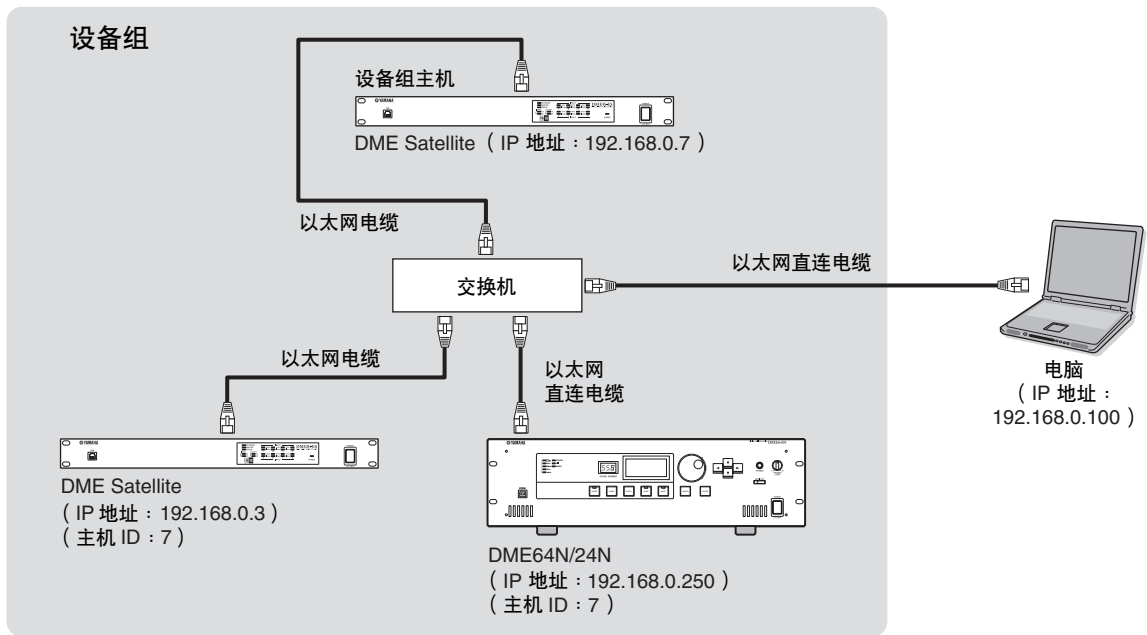 设备组
设备组主机
YAMAHA
DME Satellite（IP 地址：192.168.0.7）
以太网电缆
交换机
以太网直连电缆
以太网电缆
以太网
直连电缆
电脑
（IP 地址：
192.168.0.100）
YAMAHA
DME Satellite
（IP 地址：192.168.0.3）
（主机 ID：7）
YAMAHA
DME64N/24N
（IP 地址：192.168.0.250）
（主机 ID：7）